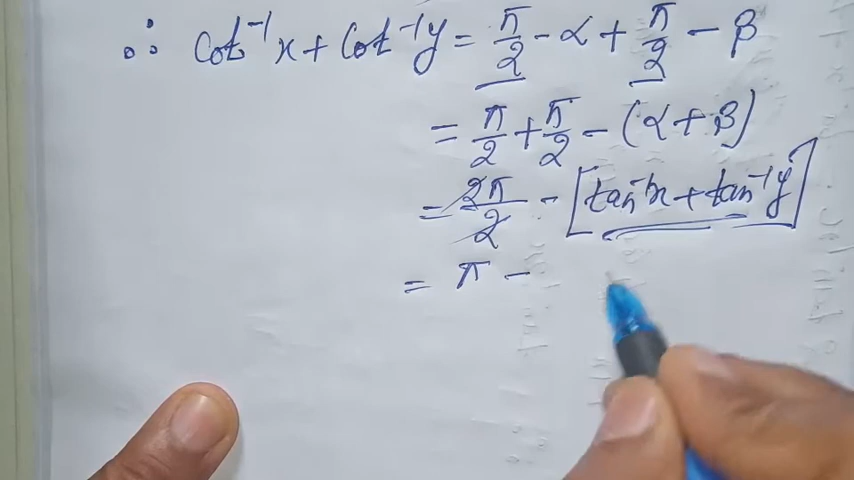 ∴ Cot⁻¹x + Cot⁻¹y = π/2 - α + π/2 - β
= π/2 + π/2 - (α + β)
= 2π/2 - [tan⁻¹x + tan⁻¹y]
= π -